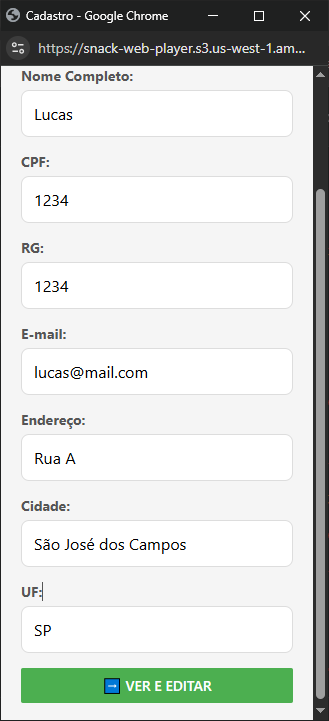 Cadastro - Google Chrome
https://snack-web-player.s3.us-west-1.am...
Nome Completo:
Lucas
CPF:
1234
RG:
1234
E-mail:
lucas@mail.com
Endereço:
Rua A
Cidade:
São José dos Campos
UF:
SP
➡️ VER E EDITAR